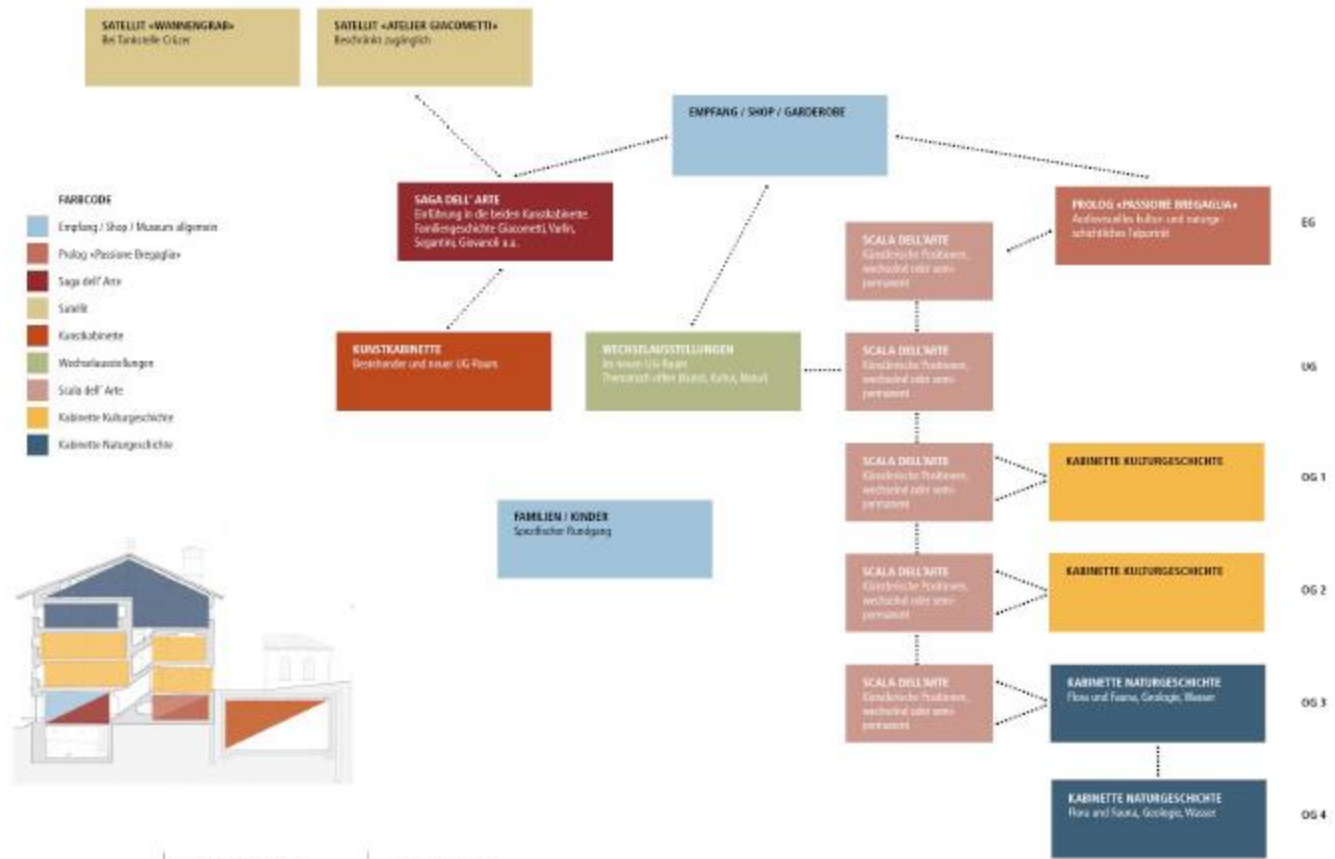 SATELLIT «WANNENGRAB»
Bei Tankstelle Crüzer
SATELLIT «ATELIER GIACOMETTI»
Beschränkt zugänglich
EMPFANG / SHOP / GARDEROBE
SAGA DELL' ARTE
Einführung in die beiden Kunstkabinette.
Familiengeschichte Giacometti, Varlin,
Segantini, Giovanoli u.a.
PROLOG «PASSIONE BREGAGLIA»
Audiovisuelles kultur- und naturge-
schichtliches Talporträt
EG
SCALA DELL'ARTE
Künstlerische Positionen,
wechselnd oder semi-
permanent
FARBCODE
Empfang / Shop / Museum allgemein
Prolog «Passione Bregaglia»
Saga dell' Arte
Satellit
Kunstkabinette
Wechselausstellungen
Scala dell' Arte
Kabinette Kulturgeschichte
Kabinette Naturgeschichte
KUNSTKABINETTE
Bestehender und neuer UG-Raum
WECHSELAUSSTELLUNGEN
Im neuen UG-Raum
Thematisch offen (Kunst, Kultur, Natur)
SCALA DELL'ARTE
Künstlerische Positionen,
wechselnd oder semi-
permanent
UG
SCALA DELL'ARTE
Künstlerische Positionen,
wechselnd oder semi-
permanent
KABINETTE KULTURGESCHICHTE
OG 1
FAMILIEN / KINDER
Spezifischer Rundgang
SCALA DELL'ARTE
Künstlerische Positionen,
wechselnd oder semi-
permanent
KABINETTE KULTURGESCHICHTE
OG 2
SCALA DELL'ARTE
Künstlerische Positionen,
wechselnd oder semi-
permanent
KABINETTE NATURGESCHICHTE
Flora und Fauna, Geologie, Wasser
OG 3
KABINETTE NATURGESCHICHTE
Flora und Fauna, Geologie, Wasser
OG 4